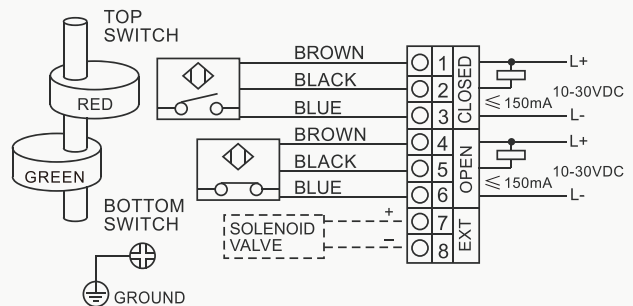 TOP
SWITCH
RED
GREEN
BOTTOM
SWITCH
GROUND
BROWN
BLACK
BLUE
BROWN
BLACK
BLUE
SOLENOID
VALVE
+
−
1
2
3
4
5
6
7
8
CLOSED
OPEN
EXT
L+
10-30VDC
≤ 150mA
L-
L+
10-30VDC
≤ 150mA
L-